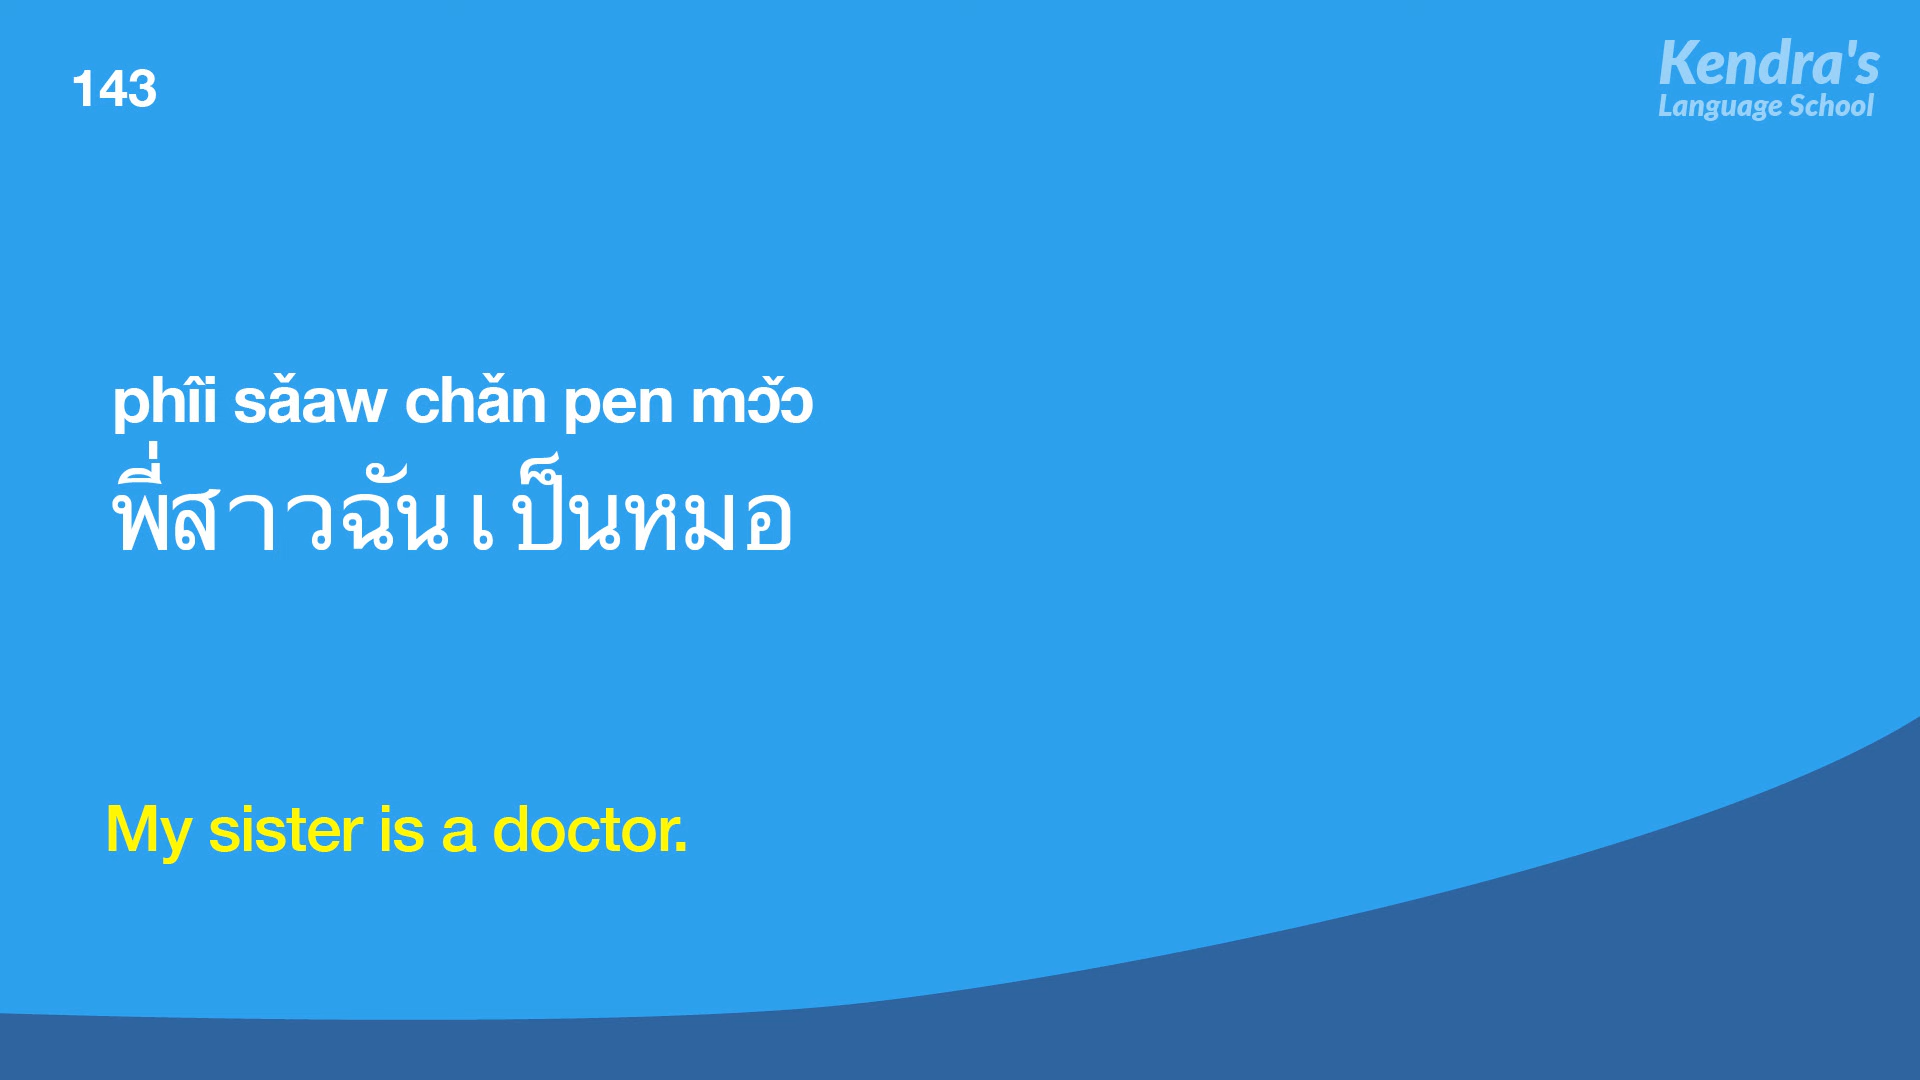 143
Kendra's
Language School
phîi sǎaw chǎn pen mɔ̌ɔ
พี่สาวฉันเป็นหมอ
My sister is a doctor.